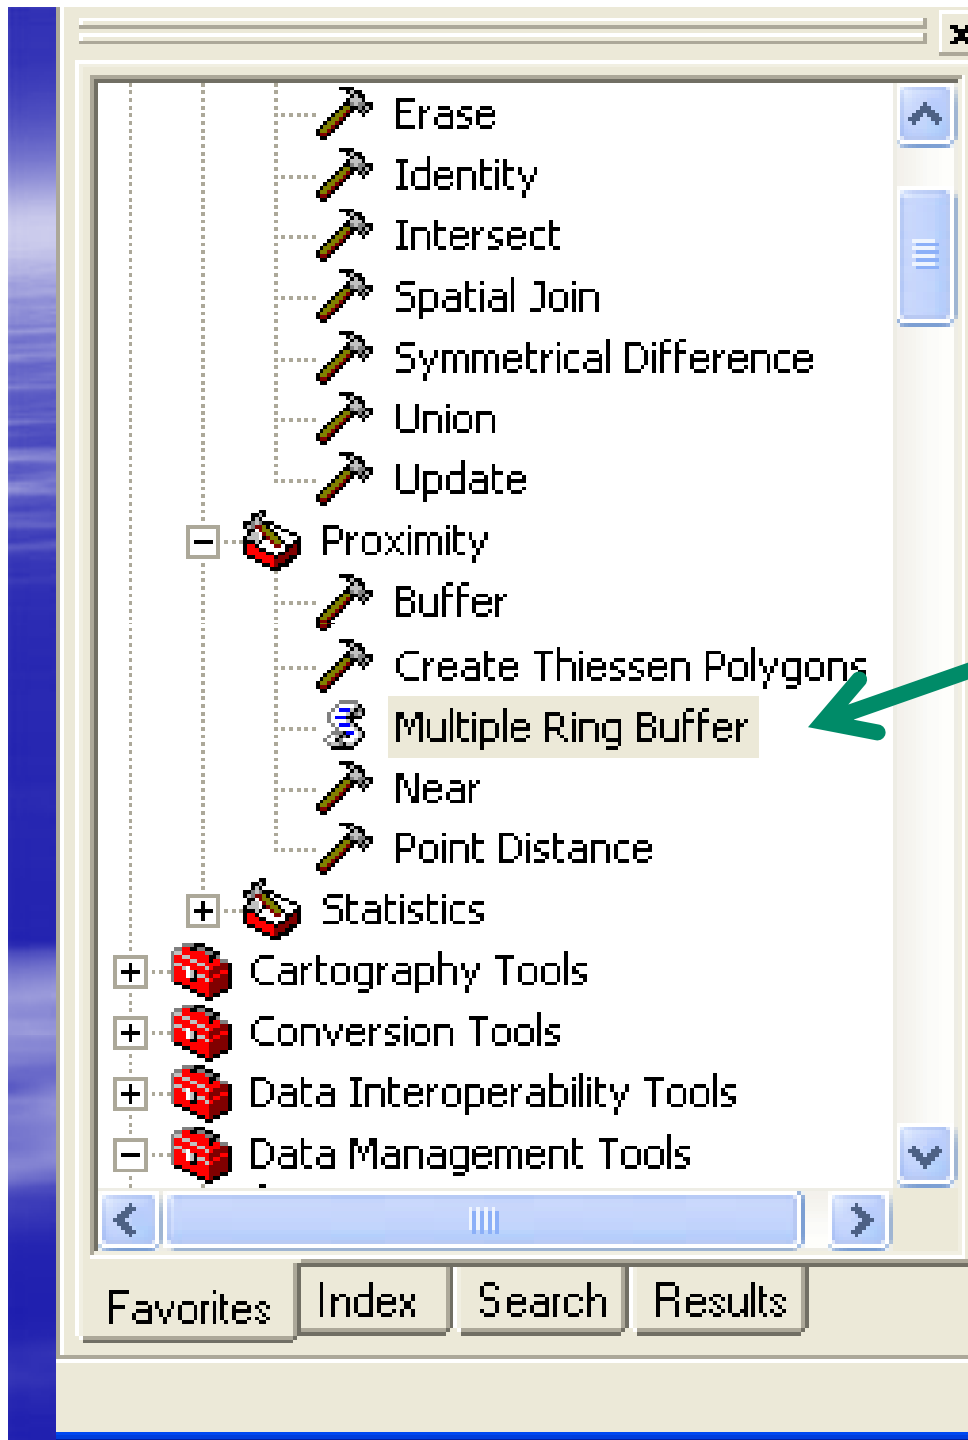 Erase
Identity
Intersect
Spatial Join
Symmetrical Difference
Union
Update
Proximity
Buffer
Create Thiessen Polygons
Multiple Ring Buffer
Near
Point Distance
Statistics
Cartography Tools
Conversion Tools
Data Interoperability Tools
Data Management Tools
Favorites Index Search Results